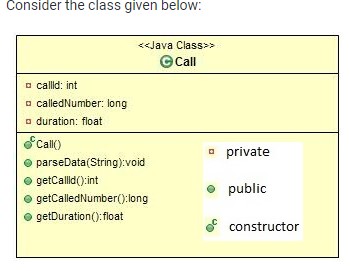 Consider the class given below:
<<Java Class>>
C Call
callId: int
calledNumber: long
duration: float
C Call()
parseData(String):void
getCallId():int
getCalledNumber():long
getDuration():float
private
public
C constructor